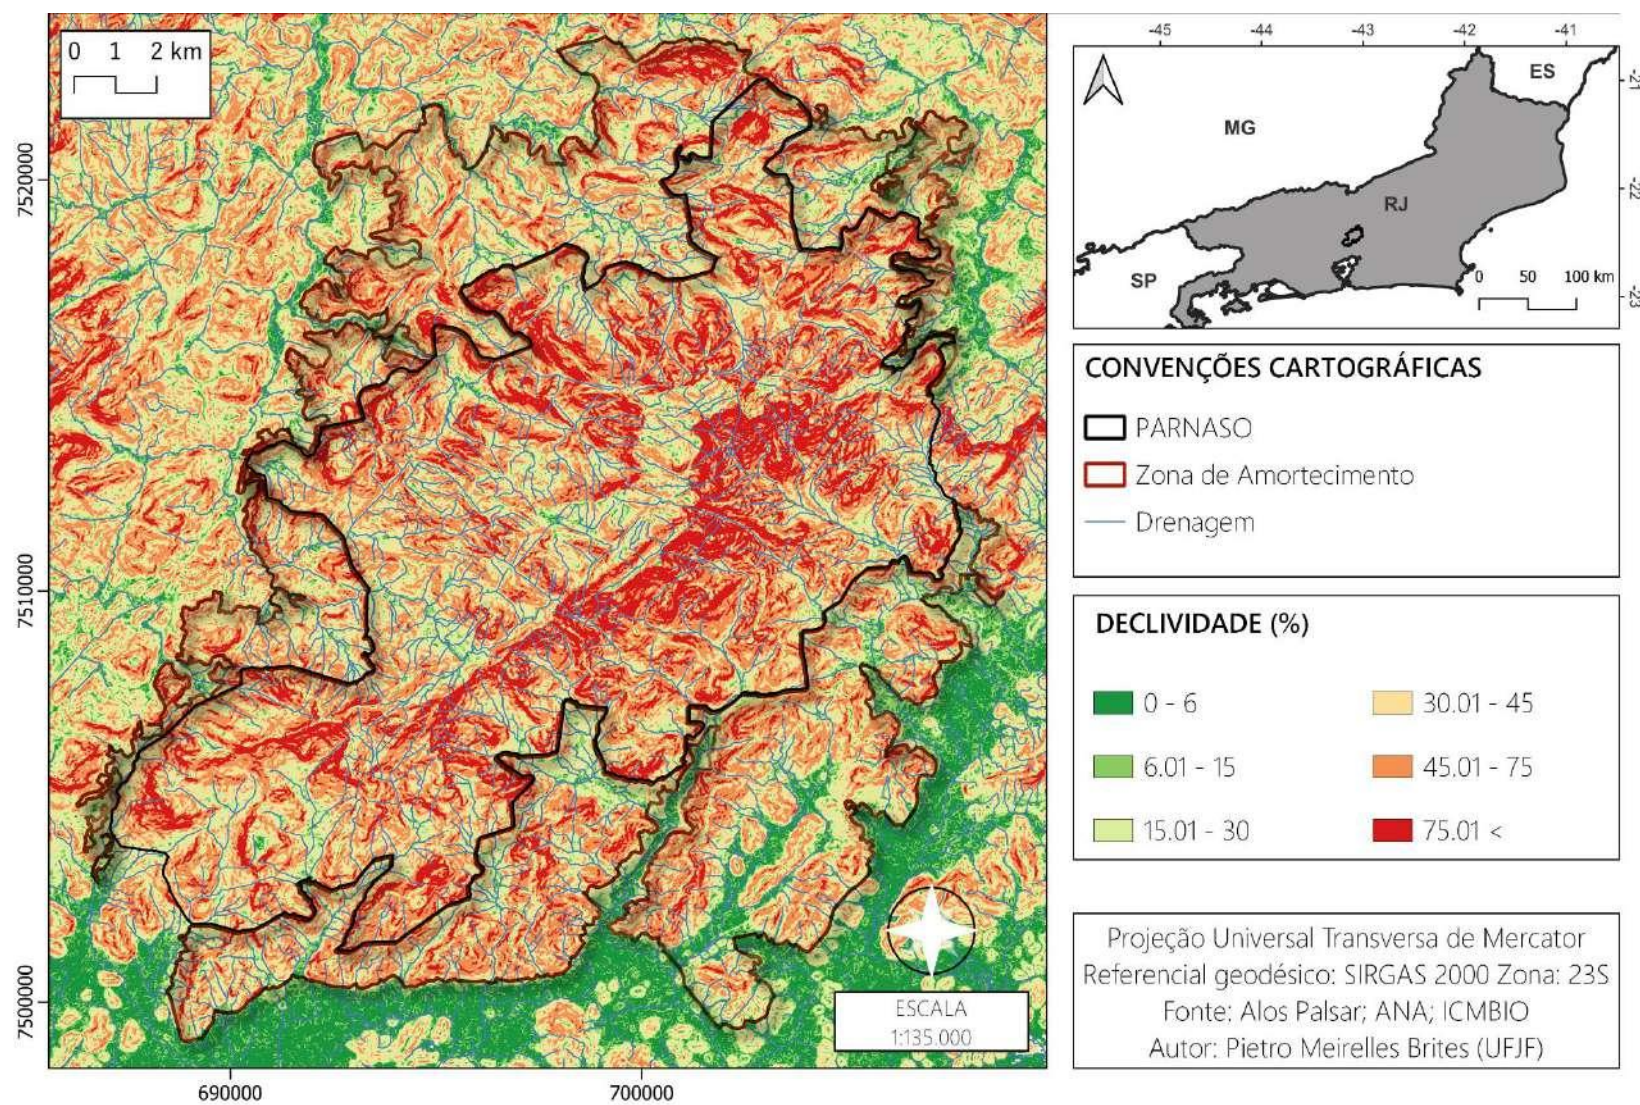 0 1 2 km
7520000
7510000
7500000
690000
700000
ESCALA
1:135.000
-45 -44 -43 -42 -41
-21
-22
-23
ES
MG
RJ
SP
0 50 100 km
CONVENÇÕES CARTOGRÁFICAS
PARNASO
Zona de Amortecimento
Drenagem
DECLIVIDADE (%)
0 - 6
30.01 - 45
6.01 - 15
45.01 - 75
15.01 - 30
75.01 <
Projeção Universal Transversa de Mercator
Referencial geodésico: SIRGAS 2000 Zona: 23S
Fonte: Alos Palsar; ANA; ICMBIO
Autor: Pietro Meirelles Brites (UFJF)